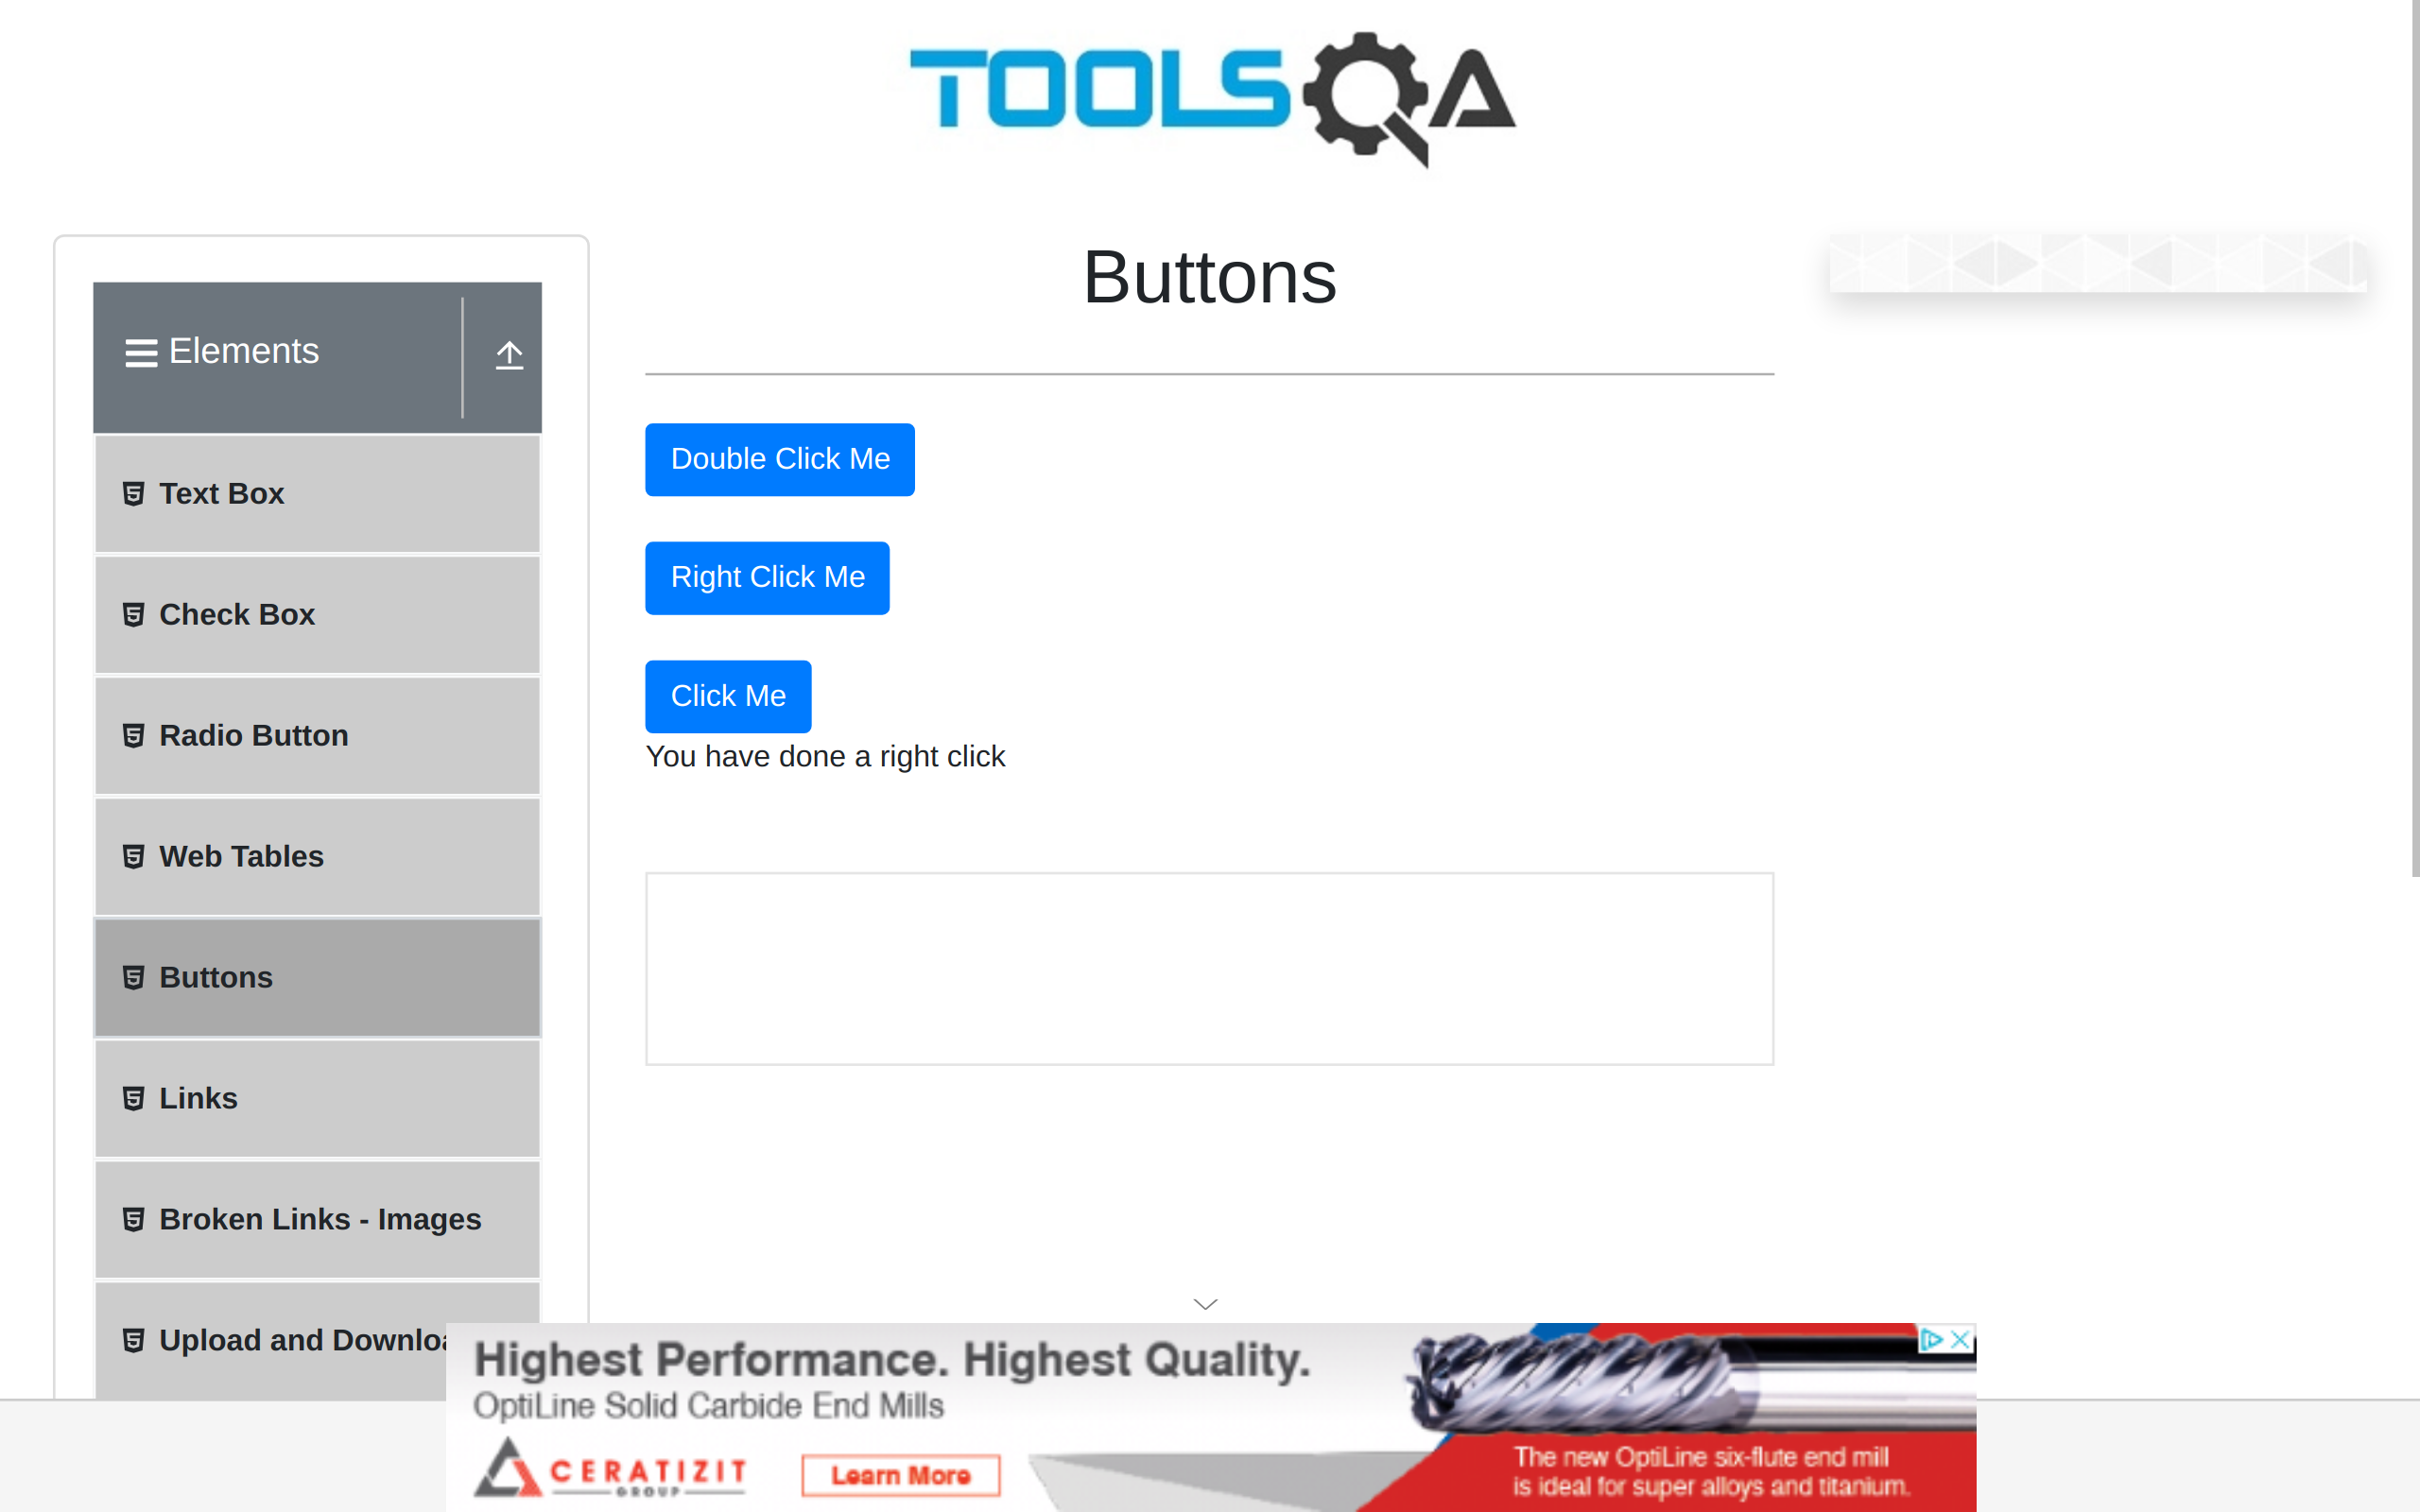 TOOLSQA
Buttons
Elements
Text Box
Check Box
Radio Button
Web Tables
Buttons
Links
Broken Links - Images
Upload and Downloa
Double Click Me
Right Click Me
Click Me
You have done a right click
Highest Performance. Highest Quality.
OptiLine Solid Carbide End Mills
CERATIZIT
GROUP
Learn More
The new OptiLine six-flute end mill
is ideal for super alloys and titanium.